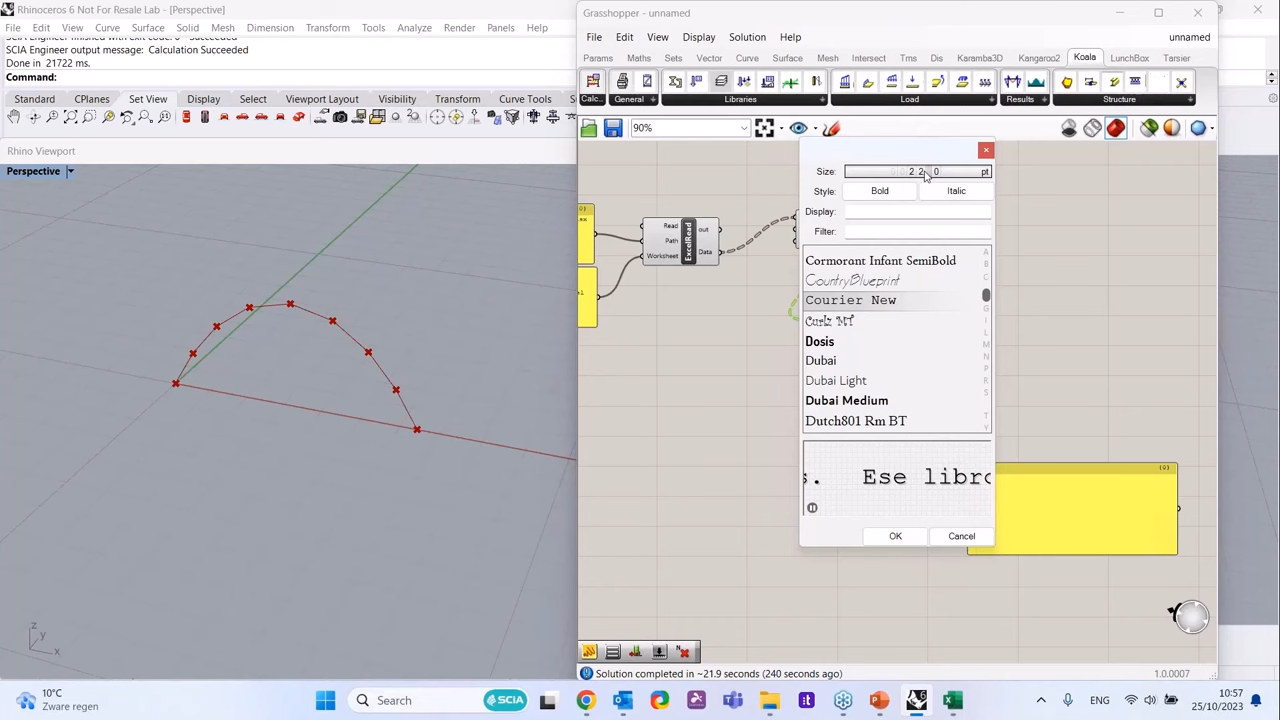 Rhinoceros 6 Not For Resale Lab - [Perspective]
File Edit View Curve Surface Solid Mesh Dimension Transform Tools Analyze Render Panels Help
SCIA Engineer output message: Calculation Succeeded
Done in 21722 ms.
Command:
Standard CPlanes Set View Display Select Viewport Layout Visibility Transform Curve Tools
Rhino Viewport
Perspective
z
y
x
Grasshopper - unnamed
File Edit View Display Solution Help
unnamed
Params Maths Sets Vector Curve Surface Mesh Intersect Trns Dis Karamba3D Kangaroo2 Koala LunchBox Tarsier
Calc... General Libraries Load Results Structure
90%
Read
Path
Worksheet
ExcelRead
out
Data
Size: 2 2 0 pt
Style: Bold Italic
Display:
Filter:
Cormorant Infant SemiBold
CountryBlueprint
Courier New
Curlz MT
Dosis
Dubai
Dubai Light
Dubai Medium
Dutch801 Rm BT
s. Ese libro
OK Cancel
{0}
Solution completed in ~21.9 seconds (240 seconds ago)
1.0.0007
10°C
Zware regen
Search
SCIA
ENG
10:57
25/10/2023